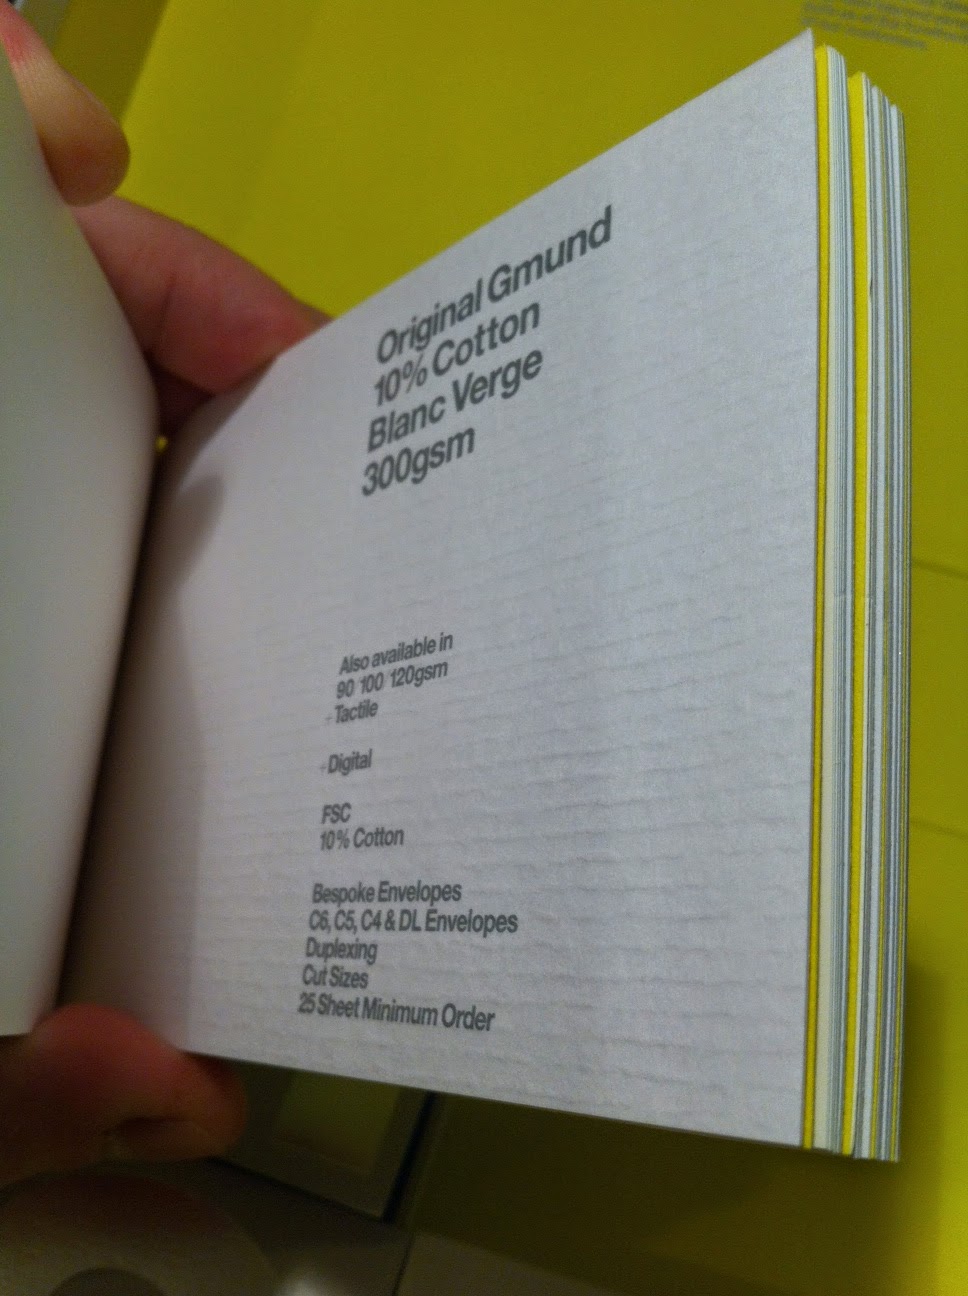 Original Gmund
10% Cotton
Blanc Verge
300gsm
Also available in
90 100 120gsm
+Tactile
+Digital
FSC
10% Cotton
Bespoke Envelopes
C6, C5, C4 & DL Envelopes
Duplexing
Cut Sizes
25 Sheet Minimum Order